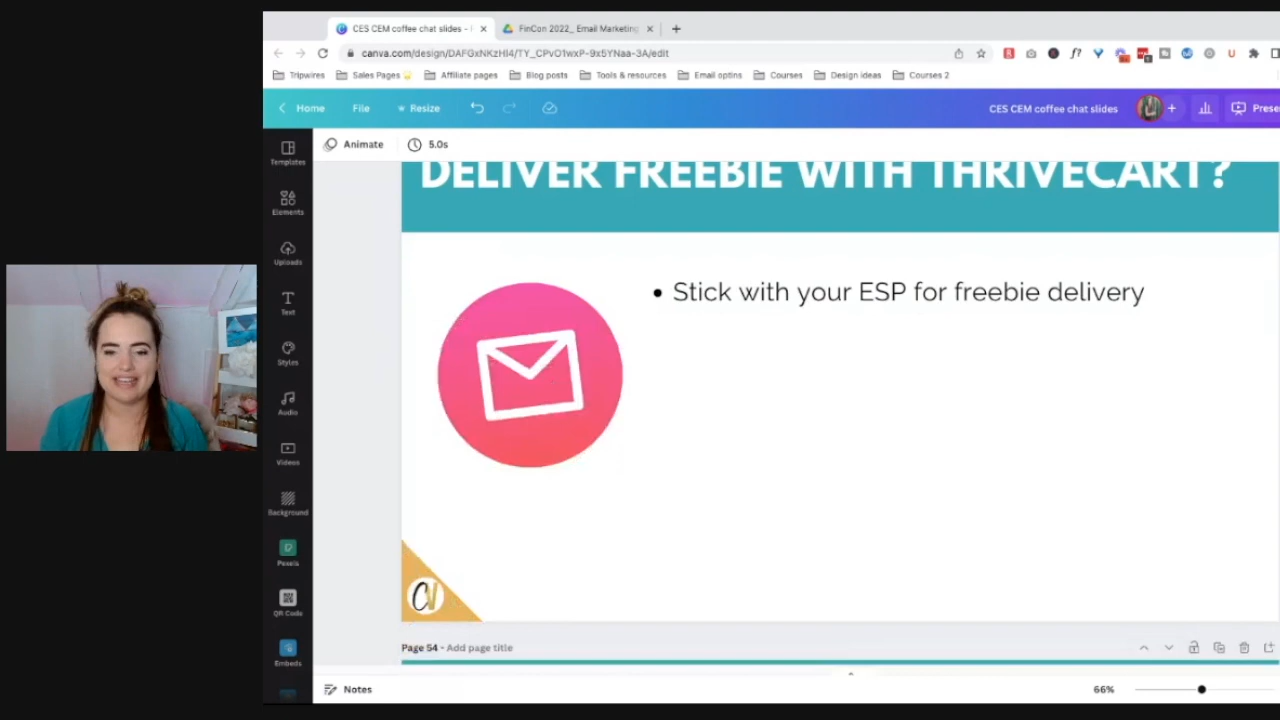 CES CEM coffee chat slides - 
FinCon 2022_ Email Marketing
canva.com/design/DAFGxNKzHI4/TY_CPvO1wxP-9x5YNaa-3A/edit
Tripwires
Sales Pages
Affiliate pages
Blog posts
Tools & resources
Email optins
Courses
Design ideas
Courses 2
Home
File
Resize
CES CEM coffee chat slides
Prese
Templates
Elements
Uploads
Text
Styles
Audio
Videos
Background
Pexels
QR Code
Embeds
Animate
5.0s
DELIVER FREEBIE WITH THRIVECART?
• Stick with your ESP for freebie delivery
CV
Page 54 - Add page title
Notes
66%